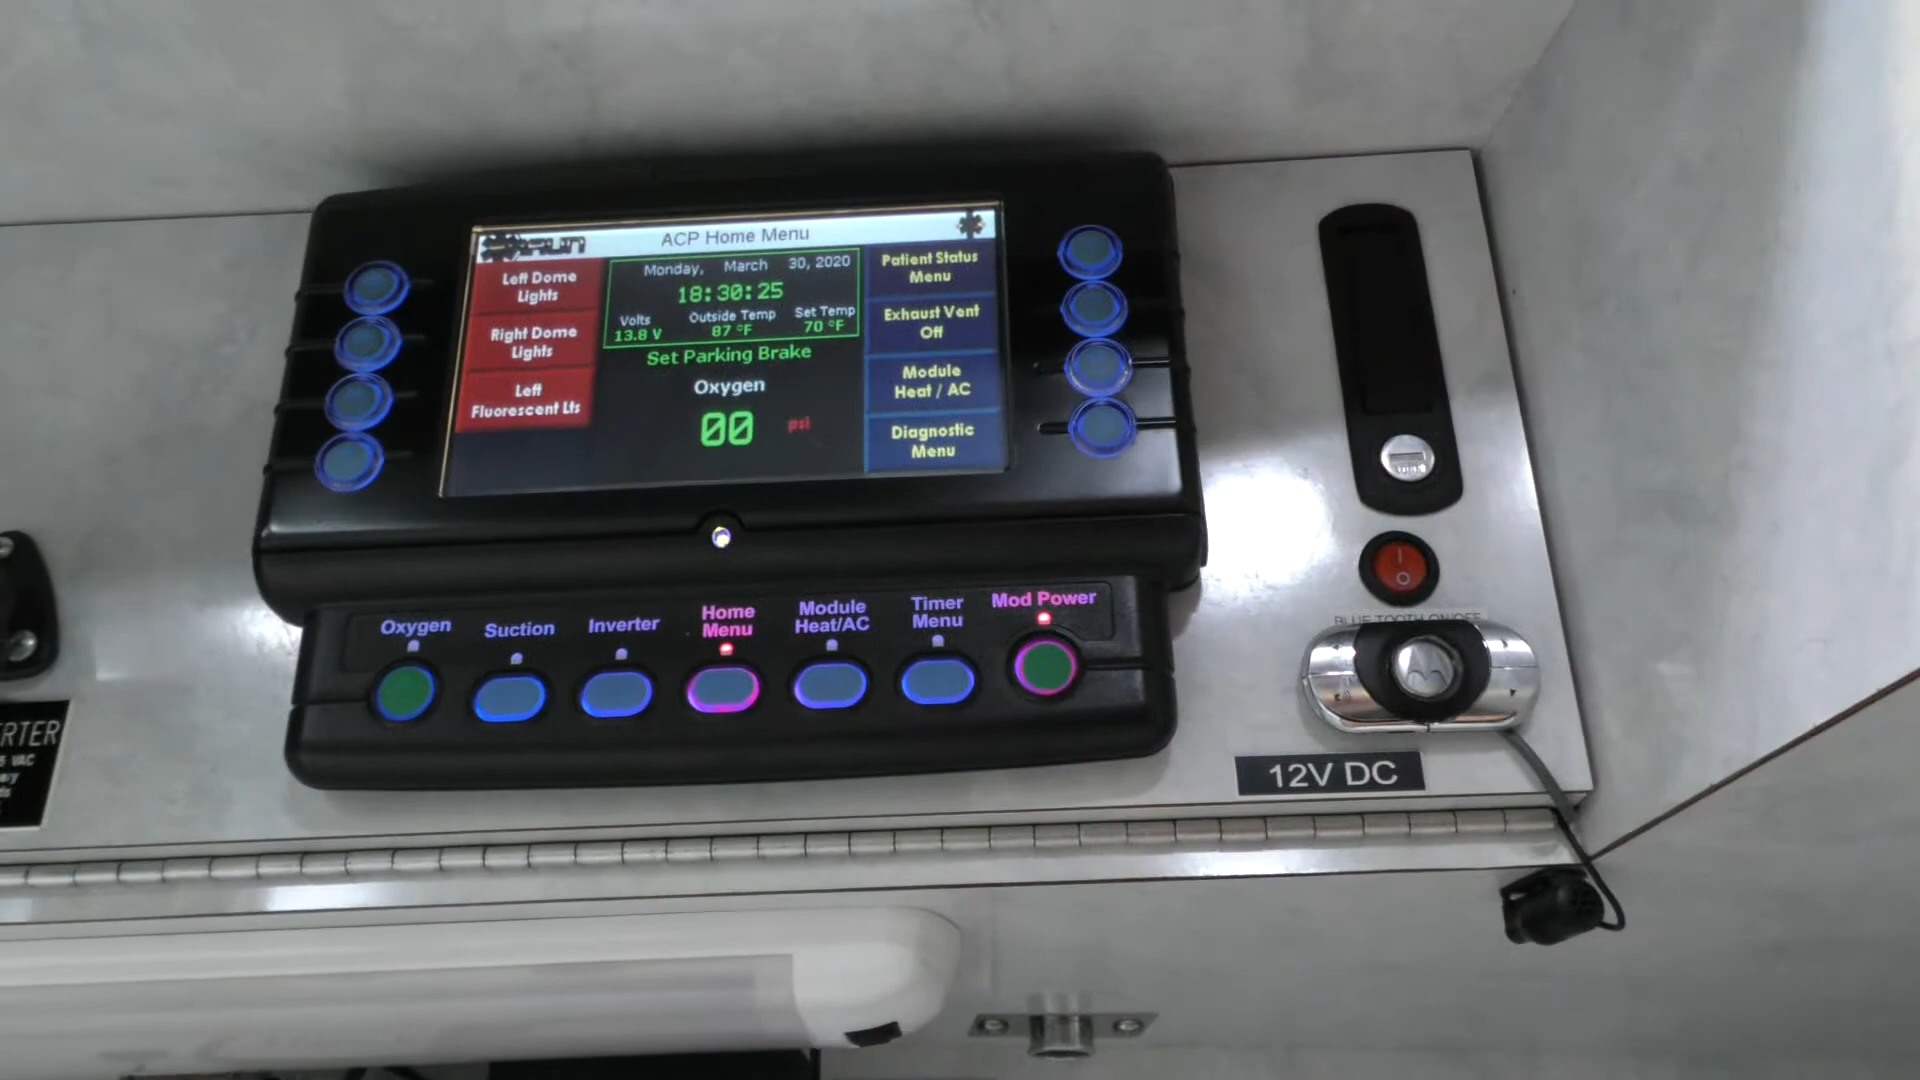 ACP Home Menu
Left Dome
Lights
Right Dome
Lights
Left
Fluorescent Lts
Monday, March 30, 2020
18:30:25
Volts
13.8 V
Outside Temp
87 °F
Set Temp
70 °F
Set Parking Brake
Oxygen
00 psi
Patient Status
Menu
Exhaust Vent
Off
Module
Heat / AC
Diagnostic
Menu
Oxygen
Suction
Inverter
Home
Menu
Module
Heat/AC
Timer
Menu
Mod Power
BLUE TOOTH ON/OFF
12V DC
VAC